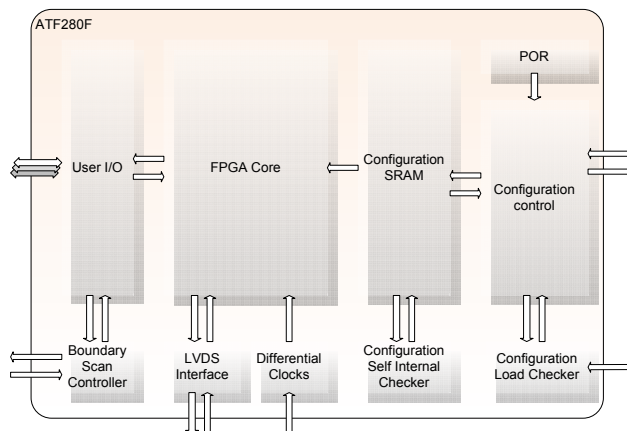 ATF280F
POR
User I/O
FPGA Core
Configuration
SRAM
Configuration
control
Boundary
Scan
Controller
LVDS
Interface
Differential
Clocks
Configuration
Self Internal
Checker
Configuration
Load Checker